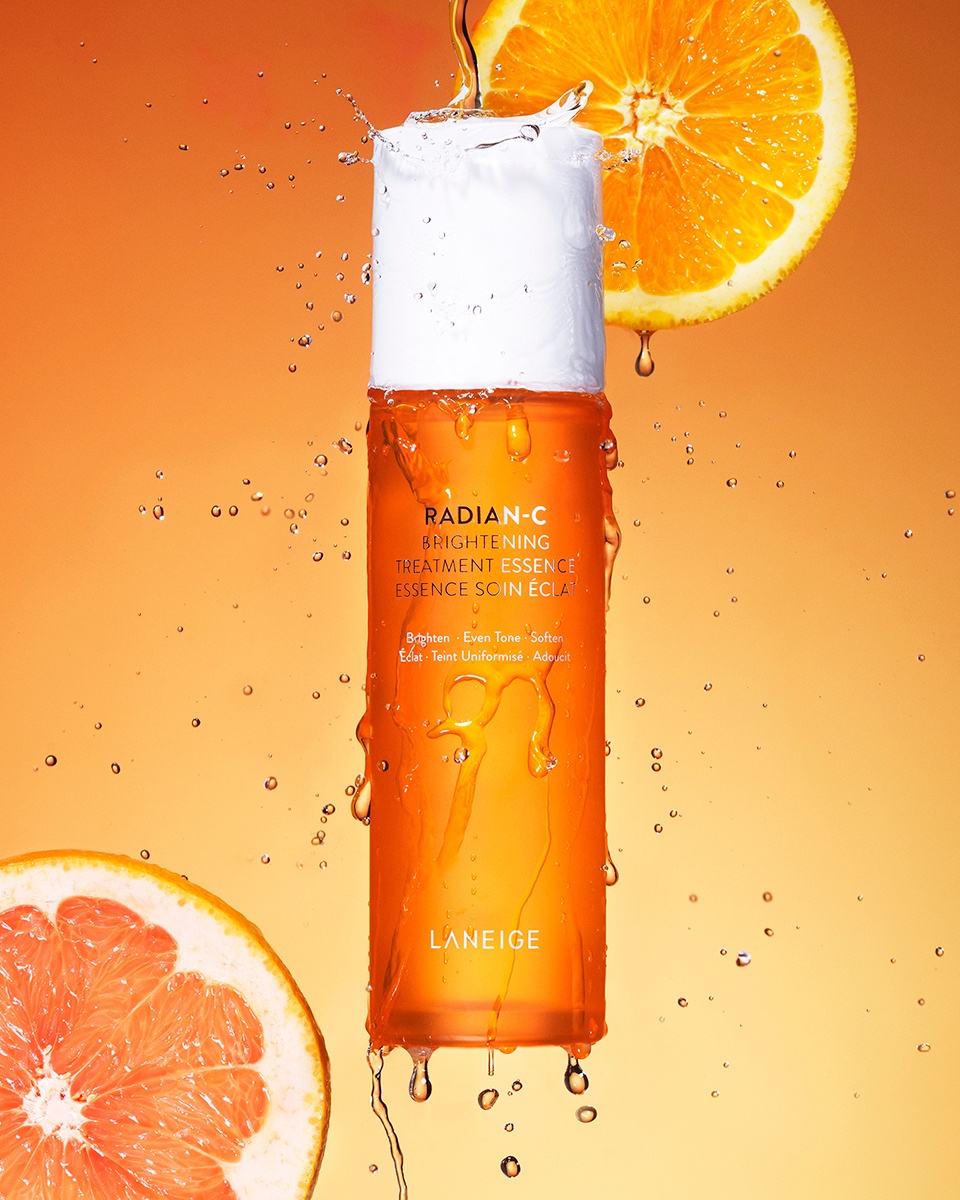 RADIAN-C
BRIGHTENING
TREATMENT ESSENCE
ESSENCE SOIN ÉCLAT
Brighten · Even Tone · Soften
Éclat · Teint Uniformisé · Adoucit
LANEIGE